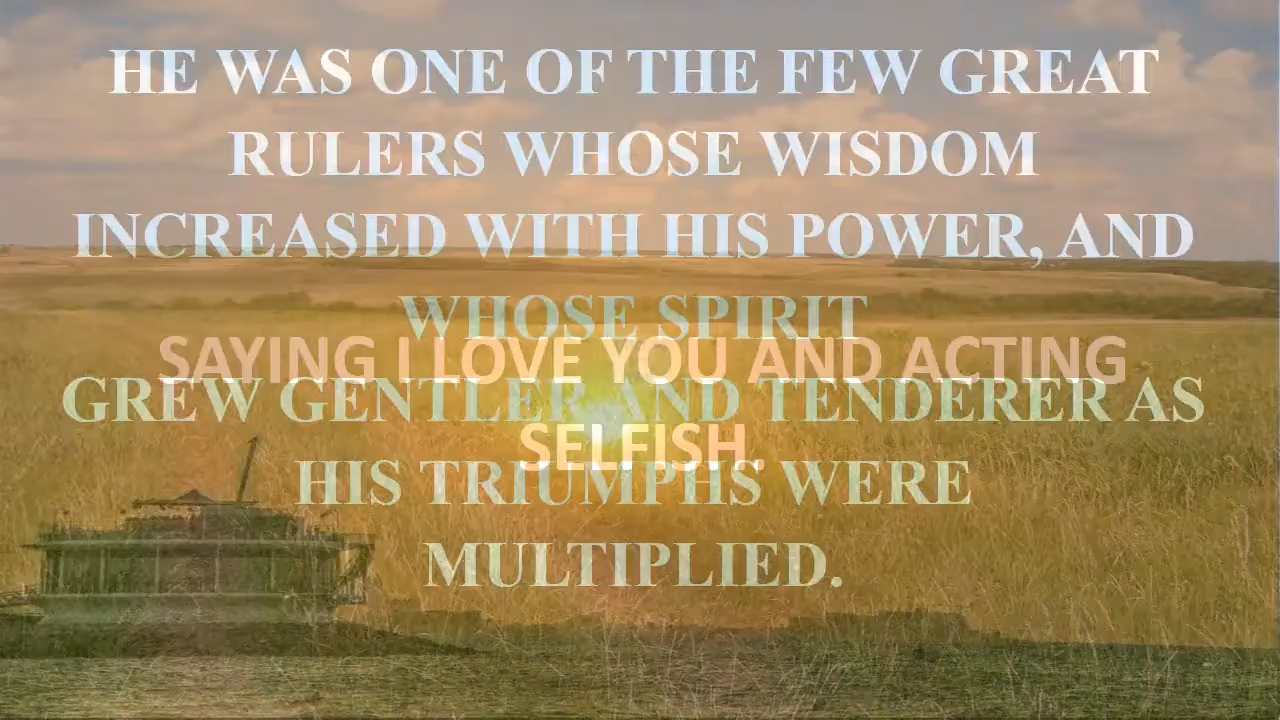 HE WAS ONE OF THE FEW GREAT
RULERS WHOSE WISDOM
INCREASED WITH HIS POWER, AND
WHOSE SPIRIT
GREW GENTLER AND TENDERER AS
HIS TRIUMPHS WERE
MULTIPLIED.
SAYING I LOVE YOU AND ACTING
SELFISH.